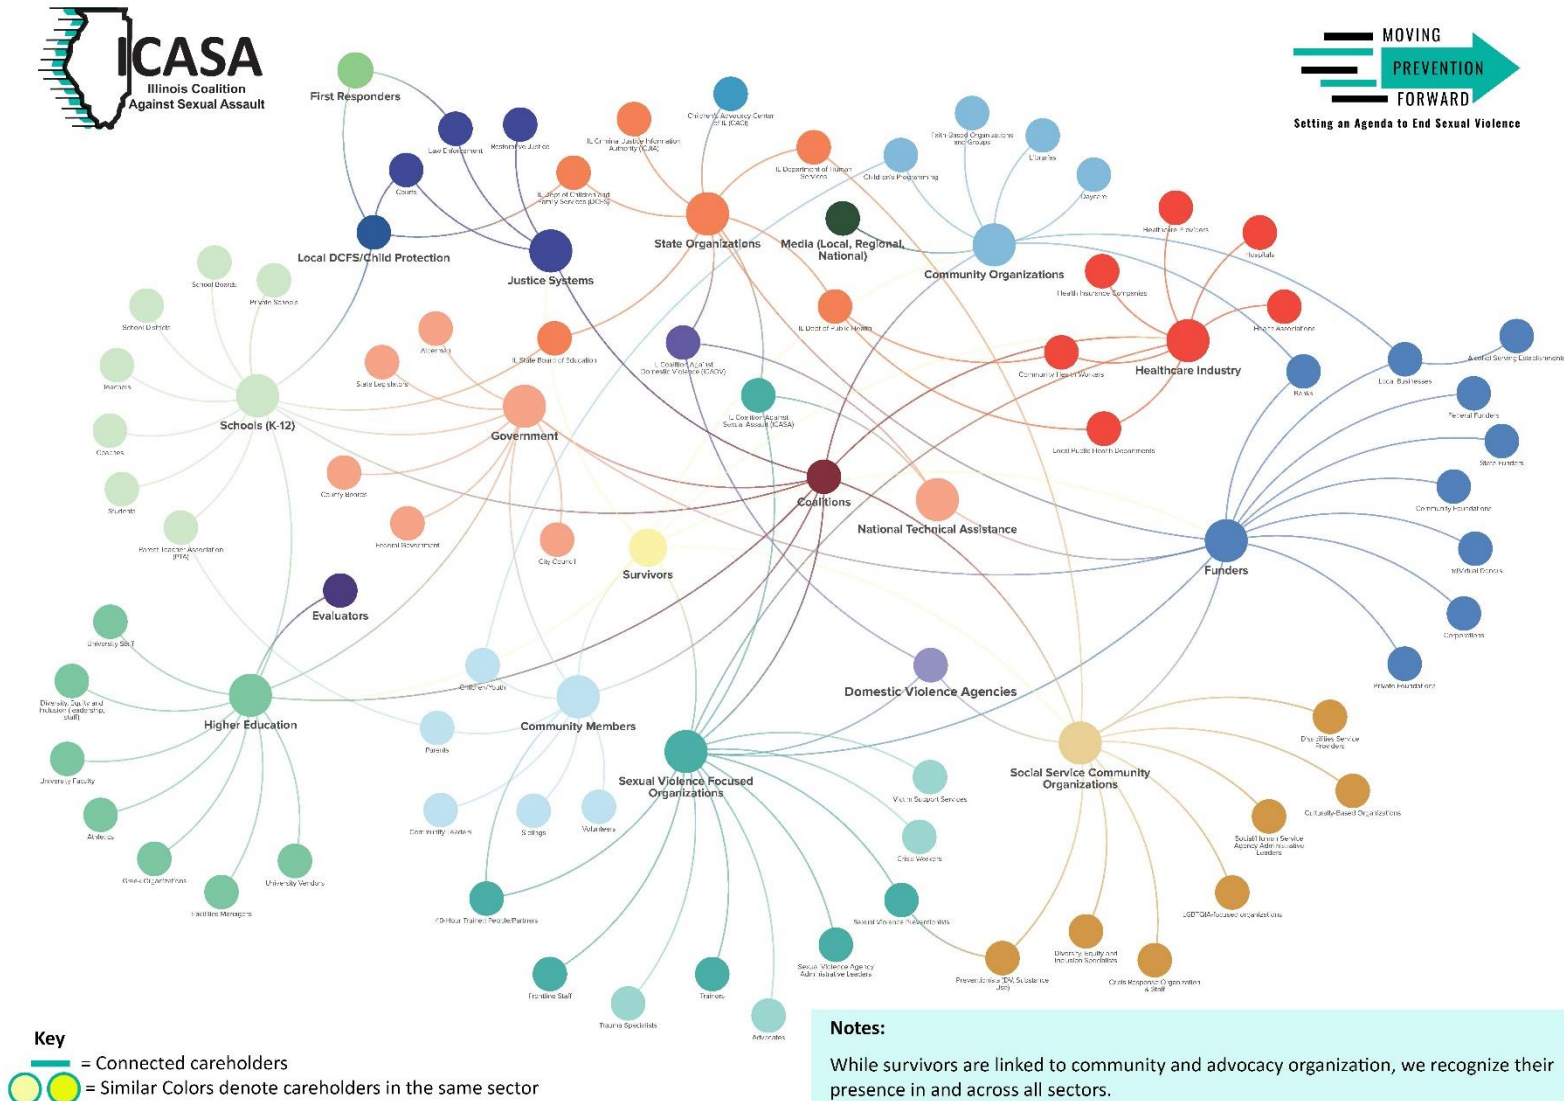 ICASA
Illinois Coalition
Against Sexual Assault
MOVING
PREVENTION
FORWARD
Setting an Agenda to End Sexual Violence
First Responders
Law Enforcement
Restorative Justice
Courts
IL Criminal Justice Information
Authority (ICJIA)
Children's Advocacy Center
of IL (CACI)
IL Dept of Children and
Family Services (DCFS)
IL Department of Human
Services
Children's Programming
Faith-Based Organizations
and Groups
Libraries
Daycare
Healthcare Providers
Hospitals
Local DCFS/Child Protection
Justice Systems
State Organizations
Media (Local, Regional,
National)
Community Organizations
Health Insurance Companies
Health Associations
School Boards
Private Schools
School Districts
Teachers
Coaches
Students
Parent Teacher Association
(PTA)
Schools (K-12)
State Legislators
IL State Board of Education
IL Coalition Against
Domestic Violence (ICADV)
IL Dept of Public Health
Community Health Workers
Healthcare Industry
Local Public Health Departments
Banks
Local Businesses
Alcohol Serving Establishments
Federal Funders
State Funders
Community Foundations
Individual Donors
Corporations
Private Foundations
Government
County Boards
Federal Government
City Council
IL Coalition Against
Sexual Assault (ICASA)
Coalitions
National Technical Assistance
Funders
Survivors
Evaluators
University Staff
Diversity, Equity and
Inclusion (leadership,
staff)
University Faculty
Athletics
Greek Organizations
Facilities Managers
University Vendors
Higher Education
Children/Youth
Parents
Community Members
Community Leaders
Siblings
Volunteers
Domestic Violence Agencies
Sexual Violence Focused
Organizations
Social Service Community
Organizations
Victim Support Services
Crisis Workers
Sexual Violence Preventionists
Sexual Violence Agency
Administrative Leaders
40-Hour Trained People/Partners
Frontline Staff
Trauma Specialists
Trainers
Advocates
Disabilities Service
Providers
Culturally-Based Organizations
Social/Human Service
Agency Administrative
Leaders
LGBTQIA-focused organizations
Crisis Response Organization
& Staff
Diversity, Equity and
Inclusion Specialists
Preventionists (DV, Substance
Use)
Key
= Connected careholders
= Similar Colors denote careholders in the same sector
Notes:
While survivors are linked to community and advocacy organization, we recognize their
presence in and across all sectors.